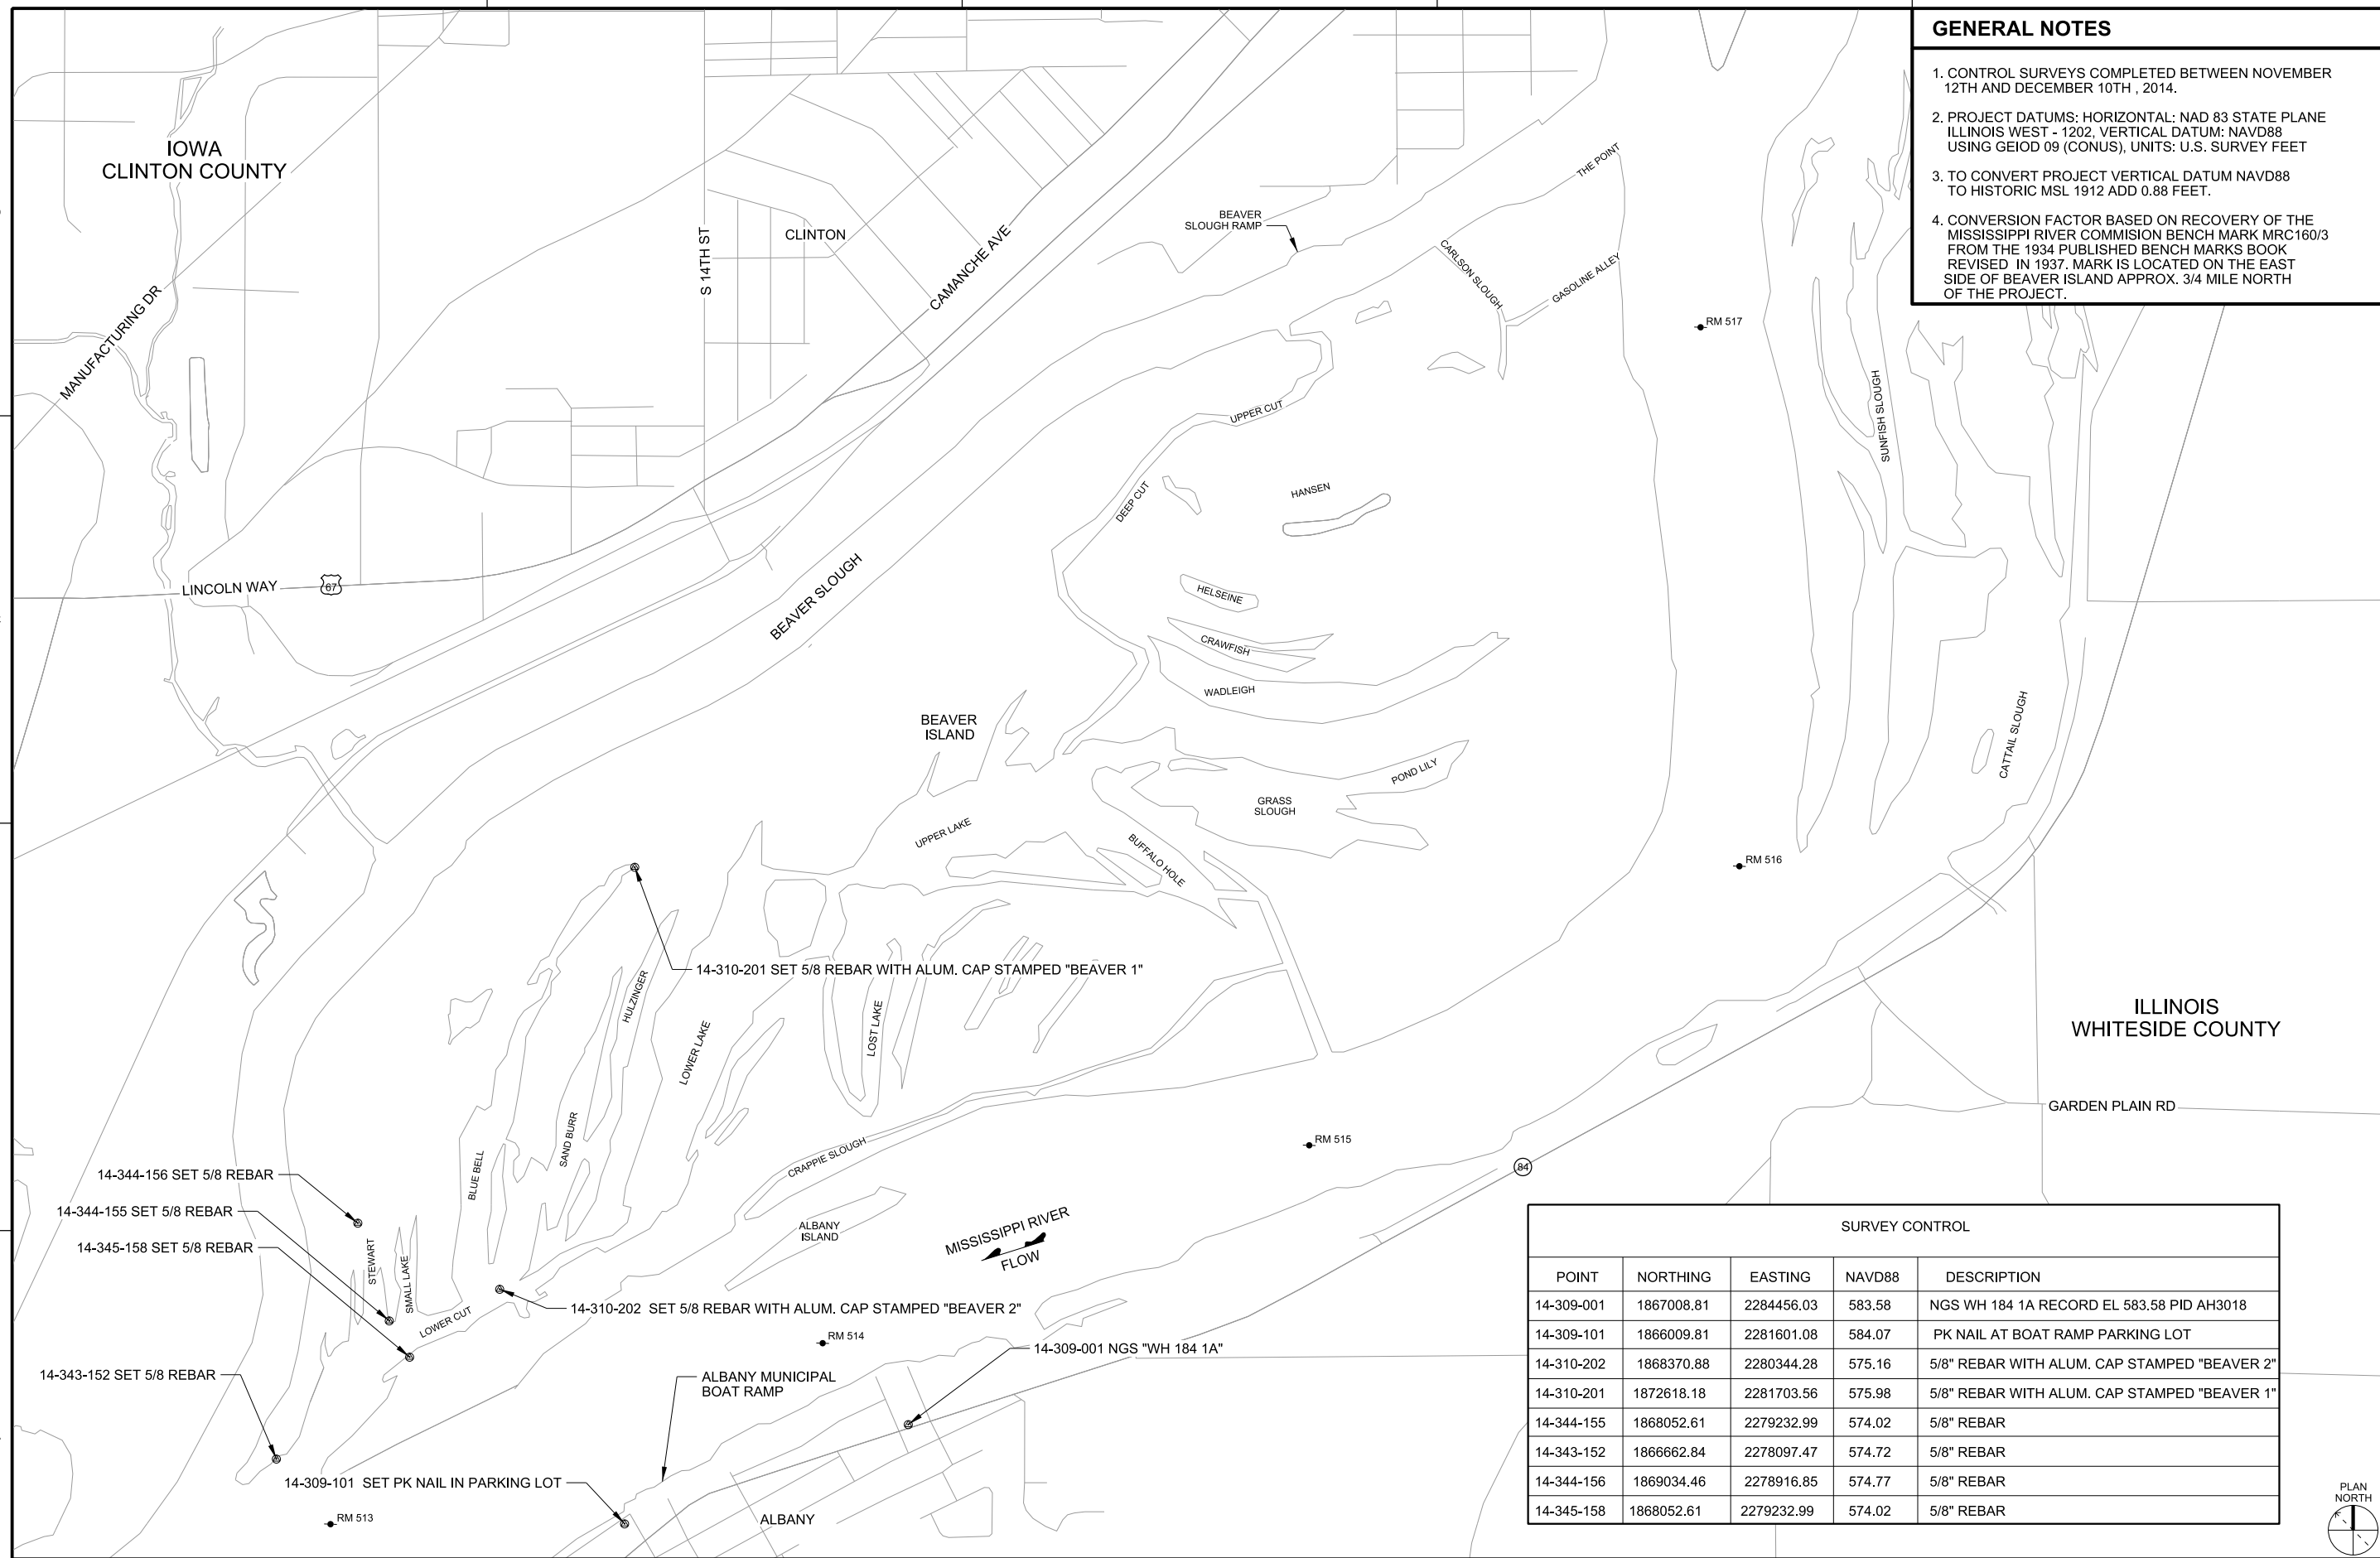 GENERAL NOTES
1. CONTROL SURVEYS COMPLETED BETWEEN NOVEMBER
12TH AND DECEMBER 10TH , 2014.
2. PROJECT DATUMS: HORIZONTAL: NAD 83 STATE PLANE
ILLINOIS WEST - 1202, VERTICAL DATUM: NAVD88
USING GEIOD 09 (CONUS), UNITS: U.S. SURVEY FEET
3. TO CONVERT PROJECT VERTICAL DATUM NAVD88
TO HISTORIC MSL 1912 ADD 0.88 FEET.
4. CONVERSION FACTOR BASED ON RECOVERY OF THE
MISSISSIPPI RIVER COMMISION BENCH MARK MRC160/3
FROM THE 1934 PUBLISHED BENCH MARKS BOOK
REVISED IN 1937. MARK IS LOCATED ON THE EAST
SIDE OF BEAVER ISLAND APPROX. 3/4 MILE NORTH
OF THE PROJECT.
IOWA
CLINTON COUNTY
MANUFACTURING DR
S 14TH ST
CLINTON
CAMANCHE AVE
BEAVER
SLOUGH RAMP
THE POINT
CARLSON SLOUGH
GASOLINE ALLEY
RM 517
SUNFISH SLOUGH
UPPER CUT
DEEP CUT
HANSEN
LINCOLN WAY
67
BEAVER SLOUGH
HELSEINE
CRAWFISH
WADLEIGH
BEAVER
ISLAND
CATTAIL SLOUGH
POND LILY
GRASS
SLOUGH
UPPER LAKE
BUFFALO HOLE
RM 516
14-310-201 SET 5/8 REBAR WITH ALUM. CAP STAMPED "BEAVER 1"
HULZINGER
LOWER LAKE
LOST LAKE
ILLINOIS
WHITESIDE COUNTY
GARDEN PLAIN RD
SAND BURR
BLUE BELL
CRAPPIE SLOUGH
RM 515
84
14-344-156 SET 5/8 REBAR
14-344-155 SET 5/8 REBAR
14-345-158 SET 5/8 REBAR
STEWART
SMALL LAKE
LOWER CUT
ALBANY
ISLAND
MISSISSIPPI RIVER
FLOW
14-310-202 SET 5/8 REBAR WITH ALUM. CAP STAMPED "BEAVER 2"
RM 514
14-309-001 NGS "WH 184 1A"
14-343-152 SET 5/8 REBAR
ALBANY MUNICIPAL
BOAT RAMP
14-309-101 SET PK NAIL IN PARKING LOT
RM 513
ALBANY
SURVEY CONTROL
POINT NORTHING EASTING NAVD88 DESCRIPTION
14-309-001 1867008.81 2284456.03 583.58 NGS WH 184 1A RECORD EL 583.58 PID AH3018
14-309-101 1866009.81 2281601.08 584.07 PK NAIL AT BOAT RAMP PARKING LOT
14-310-202 1868370.88 2280344.28 575.16 5/8" REBAR WITH ALUM. CAP STAMPED "BEAVER 2"
14-310-201 1872618.18 2281703.56 575.98 5/8" REBAR WITH ALUM. CAP STAMPED "BEAVER 1"
14-344-155 1868052.61 2279232.99 574.02 5/8" REBAR
14-343-152 1866662.84 2278097.47 574.72 5/8" REBAR
14-344-156 1869034.46 2278916.85 574.77 5/8" REBAR
14-345-158 1868052.61 2279232.99 574.02 5/8" REBAR
PLAN
NORTH